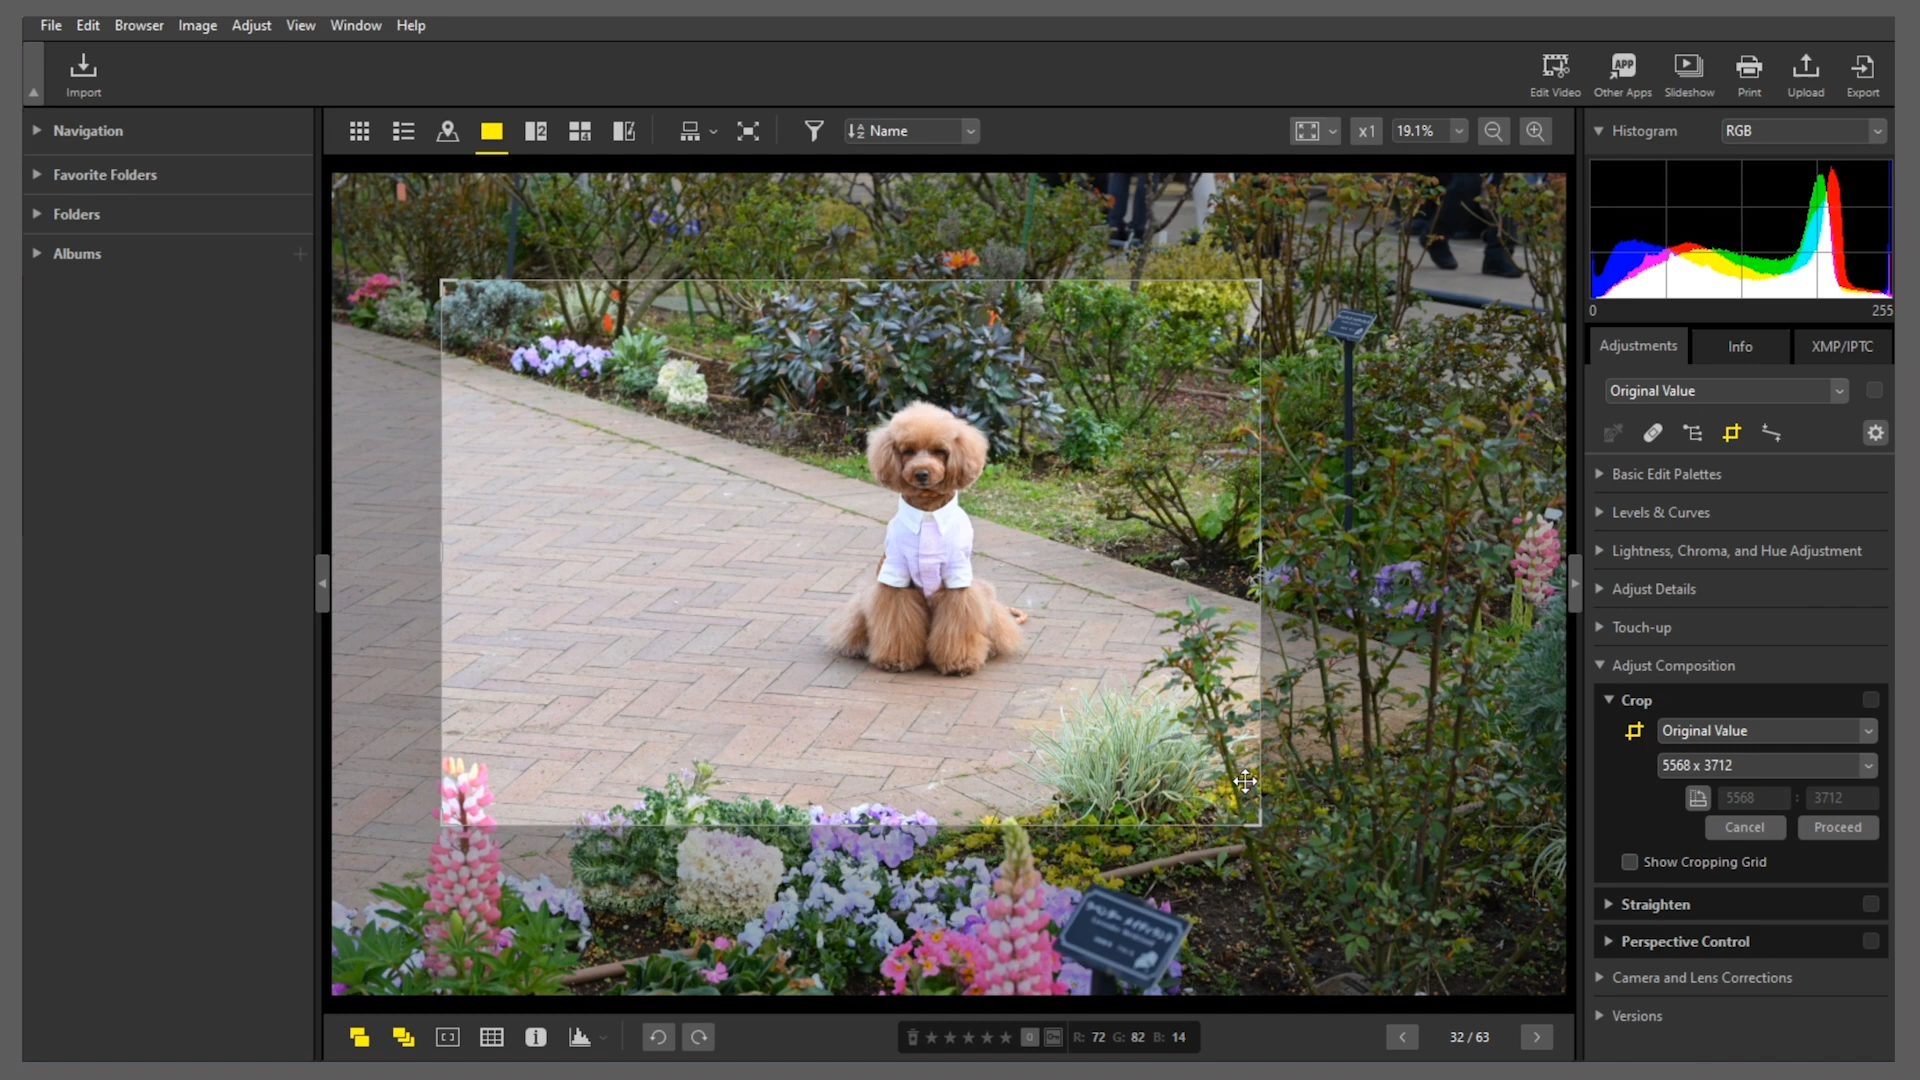 File Edit Browser Image Adjust View Window Help
Import
Edit Video Other Apps Slideshow Print Upload Export
Navigation
Favorite Folders
Folders
Albums
2 4 Name x1 19.1%
Histogram RGB
0 255
Adjustments Info XMP/IPTC
Original Value
Basic Edit Palettes
Levels & Curves
Lightness, Chroma, and Hue Adjustment
Adjust Details
Touch-up
Adjust Composition
Crop
Original Value
5568 x 3712
5568 : 3712
Cancel Proceed
Show Cropping Grid
Straighten
Perspective Control
Camera and Lens Corrections
Versions
0 R: 72 G: 82 B: 14 32 / 63